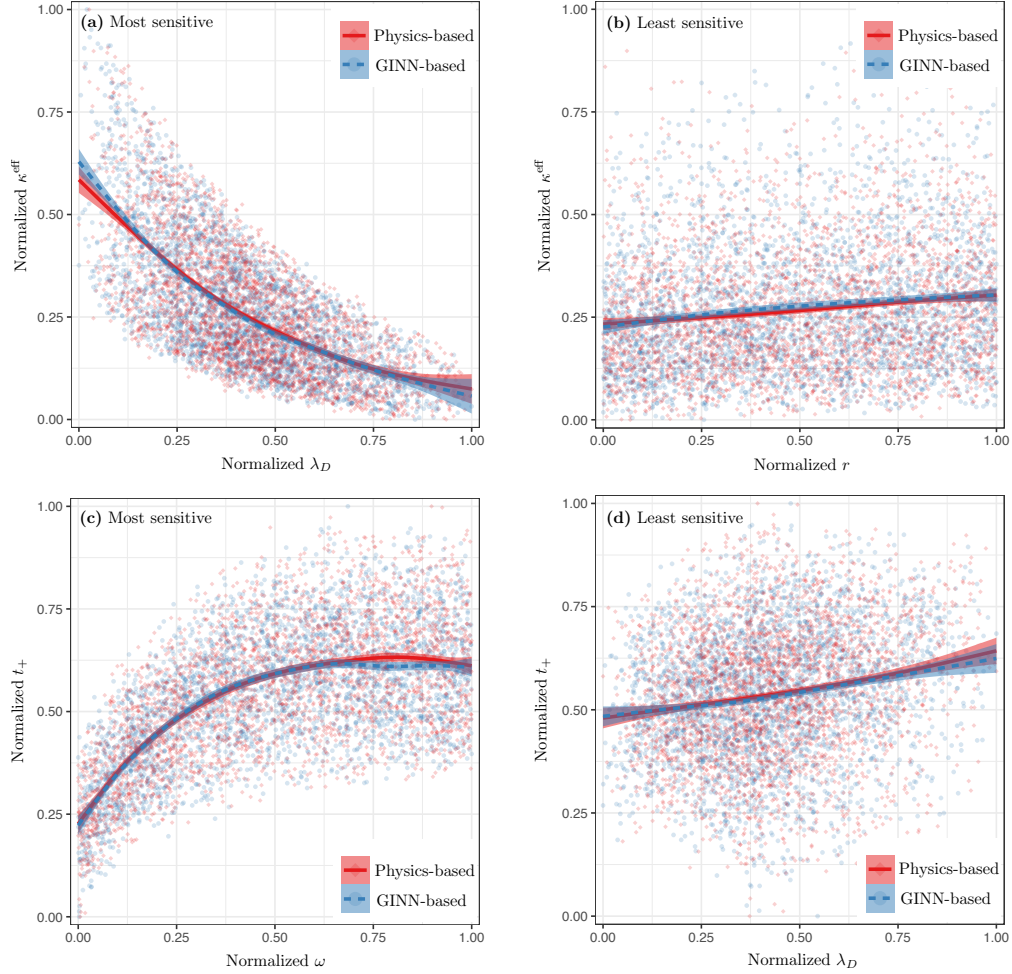 (a) Most sensitive
Physics-based
GINN-based
1.00
0.75
0.50
0.25
0.00
Normalized κ^eff
0.00 0.25 0.50 0.75 1.00
Normalized λ_D
(b) Least sensitive
Physics-based
GINN-based
1.00
0.75
0.50
0.25
0.00
Normalized κ^eff
0.00 0.25 0.50 0.75 1.00
Normalized r
(c) Most sensitive
1.00
0.75
0.50
0.25
0.00
Normalized t_+
Physics-based
GINN-based
0.00 0.25 0.50 0.75 1.00
Normalized ω
(d) Least sensitive
1.00
0.75
0.50
0.25
0.00
Normalized t_+
Physics-based
GINN-based
0.00 0.25 0.50 0.75 1.00
Normalized λ_D